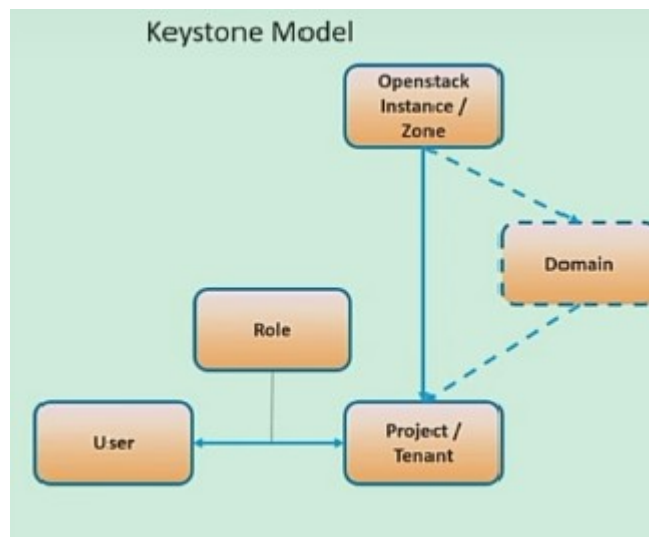 Keystone Model
Openstack
Instance /
Zone
Domain
Role
User
Project /
Tenant